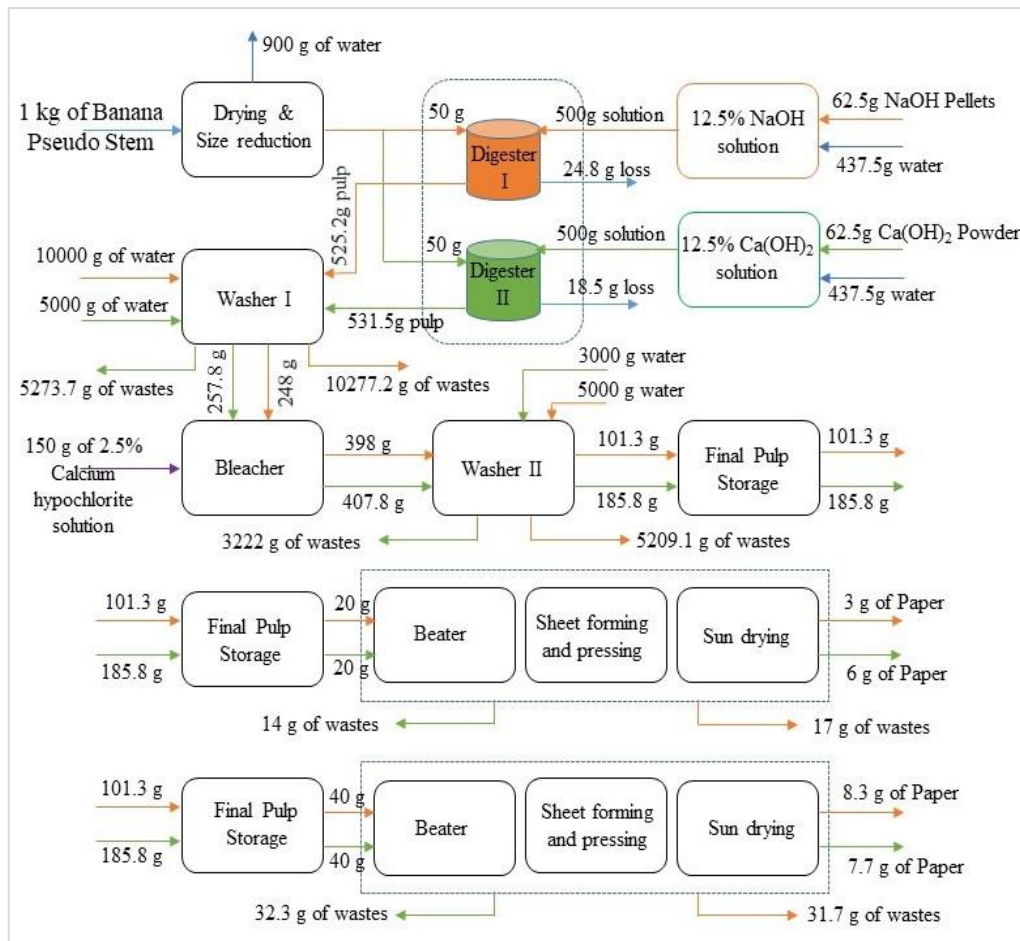 900 g of water
1 kg of Banana
Pseudo Stem
Drying &
Size reduction
50 g
500g solution
12.5% NaOH
solution
62.5g NaOH Pellets
437.5g water
Digester
I
24.8 g loss
525.2g pulp
50 g
500g solution
12.5% Ca(OH)2
solution
62.5g Ca(OH)2 Powder
437.5g water
Digester
II
18.5 g loss
531.5g pulp
10000 g of water
5000 g of water
Washer I
5273.7 g of wastes
257.8 g
248 g
10277.2 g of wastes
3000 g water
5000 g water
150 g of 2.5%
Calcium
hypochlorite
solution
Bleacher
398 g
407.8 g
Washer II
101.3 g
185.8 g
Final Pulp
Storage
101.3 g
185.8 g
3222 g of wastes
5209.1 g of wastes
101.3 g
185.8 g
Final Pulp
Storage
20 g
20 g
Beater
Sheet forming
and pressing
Sun drying
3 g of Paper
6 g of Paper
14 g of wastes
17 g of wastes
101.3 g
185.8 g
Final Pulp
Storage
40 g
40 g
Beater
Sheet forming
and pressing
Sun drying
8.3 g of Paper
7.7 g of Paper
32.3 g of wastes
31.7 g of wastes